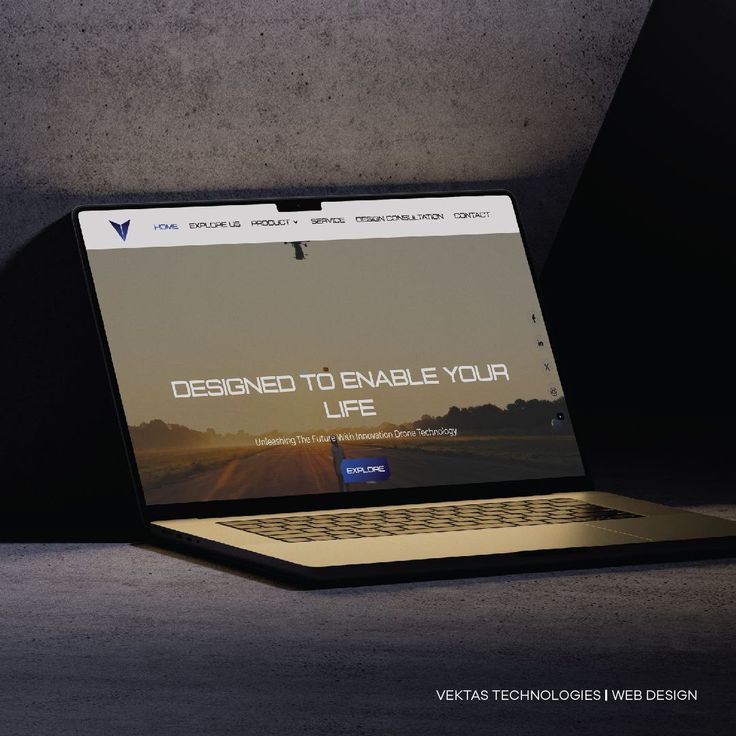 HOME EXPLORE US PRODUCT SERVICE DESIGN CONSULTATION CONTACT
DESIGNED TO ENABLE YOUR
LIFE
Unleashing The Future With Innovation Drone Technology
EXPLORE
VEKTAS TECHNOLOGIES | WEB DESIGN